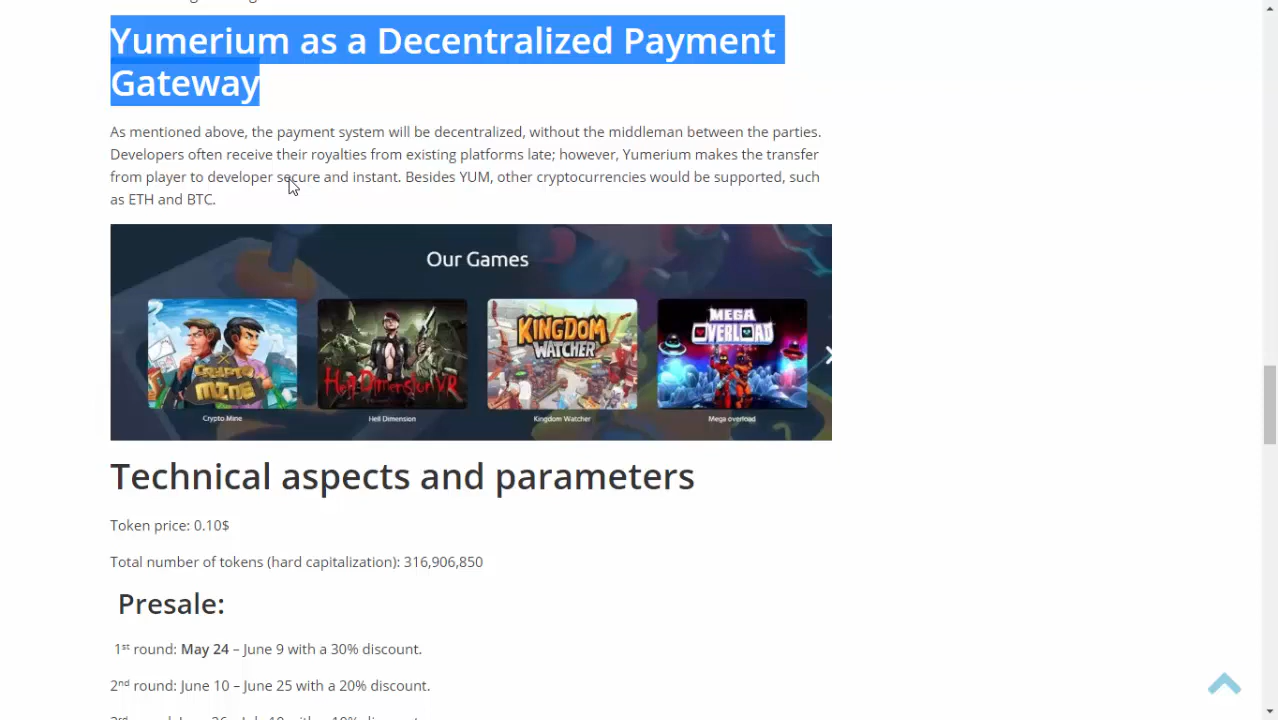 Yumerium as a Decentralized Payment
Gateway
As mentioned above, the payment system will be decentralized, without the middleman between the parties.
Developers often receive their royalties from existing platforms late; however, Yumerium makes the transfer
from player to developer secure and instant. Besides YUM, other cryptocurrencies would be supported, such
as ETH and BTC.
Our Games
CRYPTO
MINE
Hell Dimension VR
KINGDOM
WATCHER
MEGA
OVERLOAD
Crypto Mine
Hell Dimension
Kingdom Watcher
Mega overload
Technical aspects and parameters
Token price: 0.10$
Total number of tokens (hard capitalization): 316,906,850
Presale:
1st round: May 24 – June 9 with a 30% discount.
2nd round: June 10 – June 25 with a 20% discount.